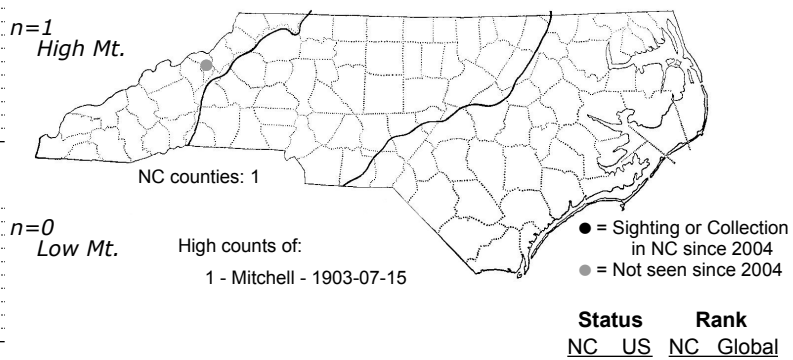 n=1
High Mt.
NC counties: 1
n=0
Low Mt.
High counts of:
1 - Mitchell - 1903-07-15
● = Sighting or Collection
in NC since 2004
● = Not seen since 2004
Status Rank
NC US NC Global